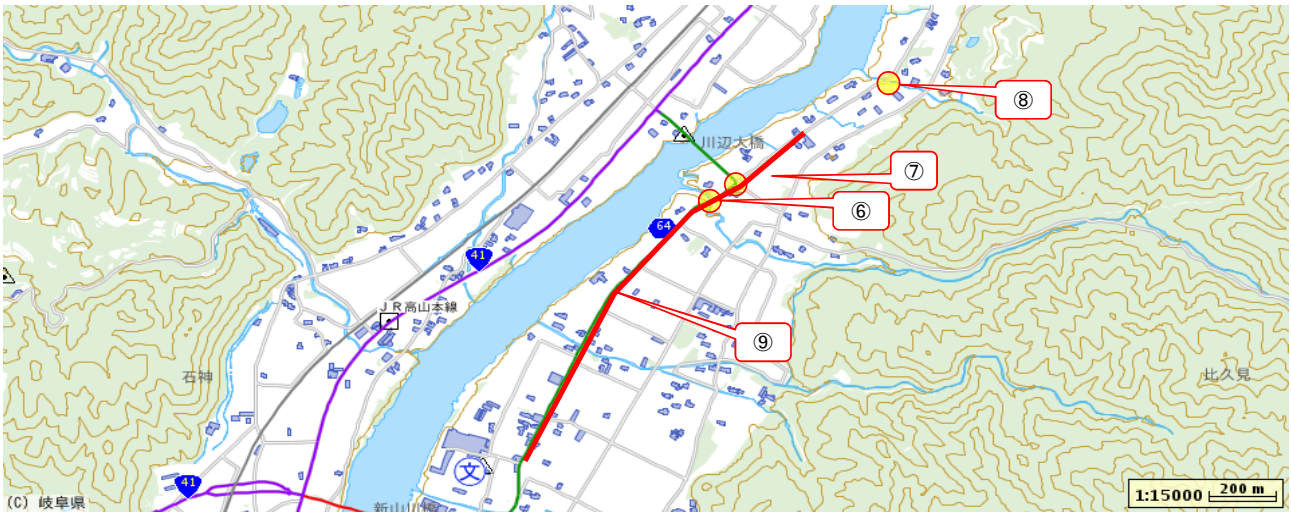 ⑧
川辺大橋
⑦
⑥
64
41
JR高山本線
⑨
石神
比久見
文
41
新山川橋
(C) 岐阜県
1:15000 200 m